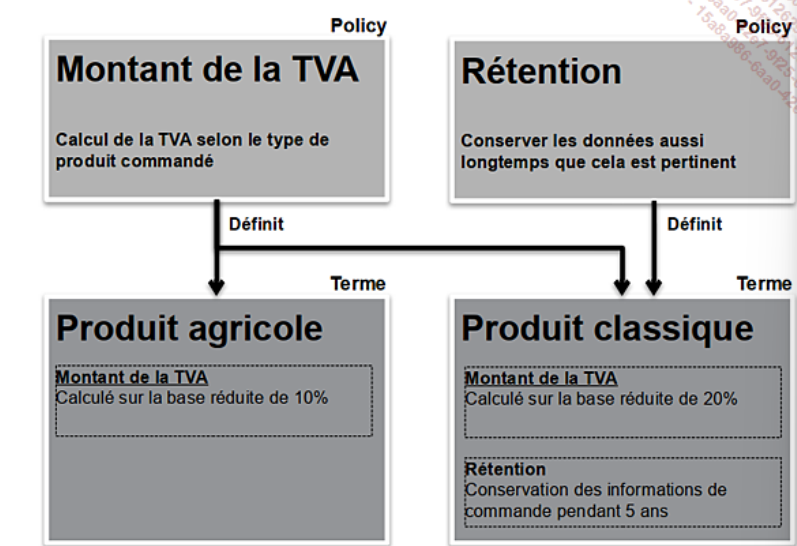 Policy
Montant de la TVA
Calcul de la TVA selon le type de
produit commandé
Policy
Rétention
Conserver les données aussi
longtemps que cela est pertinent
Définit
Définit
Terme
Produit agricole
Montant de la TVA
Calculé sur la base réduite de 10%
Terme
Produit classique
Montant de la TVA
Calculé sur la base réduite de 20%
Rétention
Conservation des informations de
commande pendant 5 ans